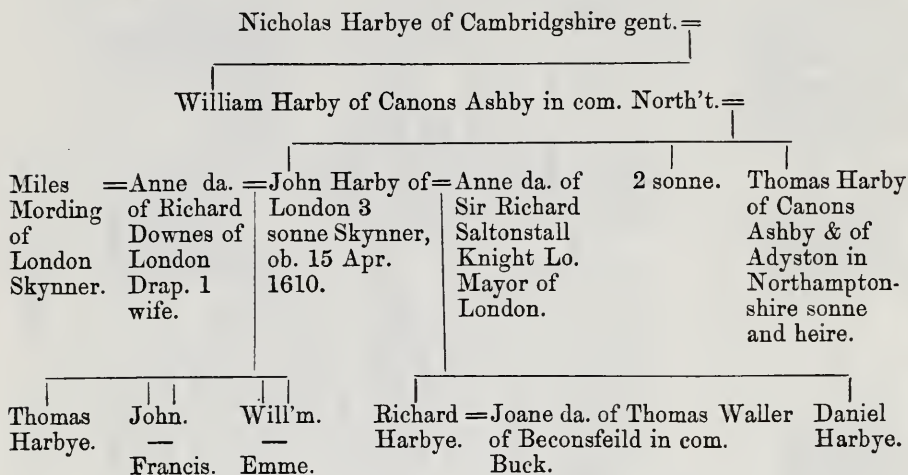 Nicholas Harbye of Cambridgshire gent.=
William Harby of Canons Ashby in com. North't.=
Miles
Mording
of
London
Skynner.
=Anne da.
of Richard
Downes of
London
Drap. 1
wife.
=John Harby of
London 3
sonne Skynner,
ob. 15 Apr.
1610.
=Anne da. of
Sir Richard
Saltonstall
Knight Lo.
Mayor of
London.
2 sonne.
Thomas Harby
of Canons
Ashby & of
Adyston in
Northampton-
shire sonne
and heire.
Thomas
Harbye.
John.
—
Francis.
Will'm.
—
Emme.
Richard
Harbye.
=Joane da. of Thomas Waller
of Beconsfeild in com.
Buck.
Daniel
Harbye.